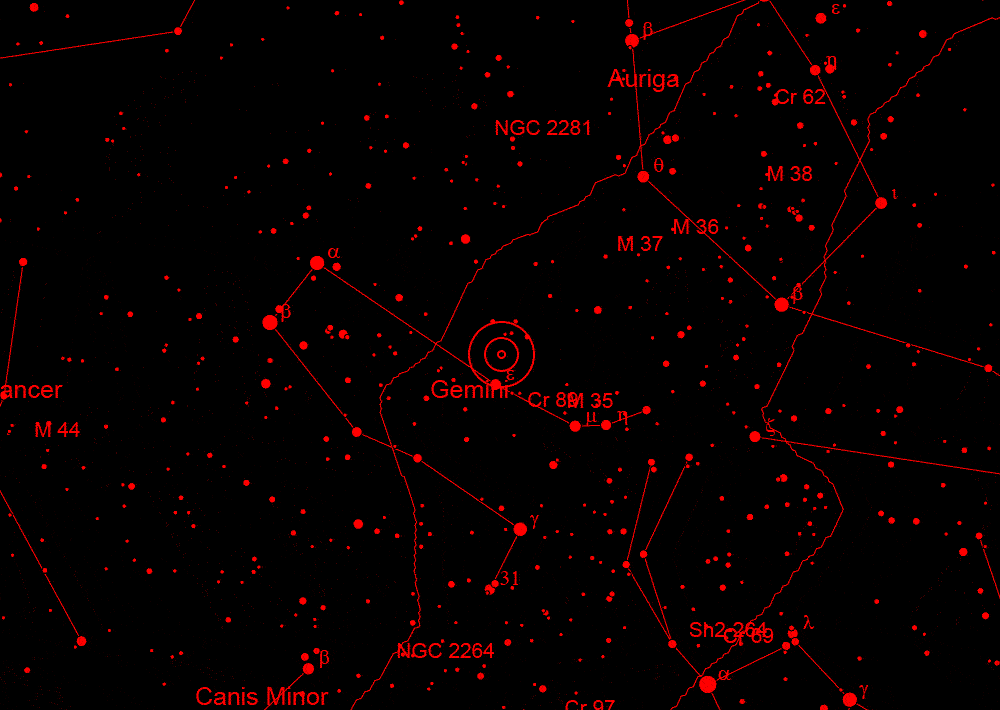 ε
β
η
Auriga
Cr 62
NGC 2281
θ
M 38
ι
M 36
M 37
α
β
β
ε
Gemini
ancer
Cr 89
M 35
μ
η
ζ
M 44
γ
31
Sh2-264
Cr 69
λ
NGC 2264
β
α
γ
Canis Minor
Cr 97